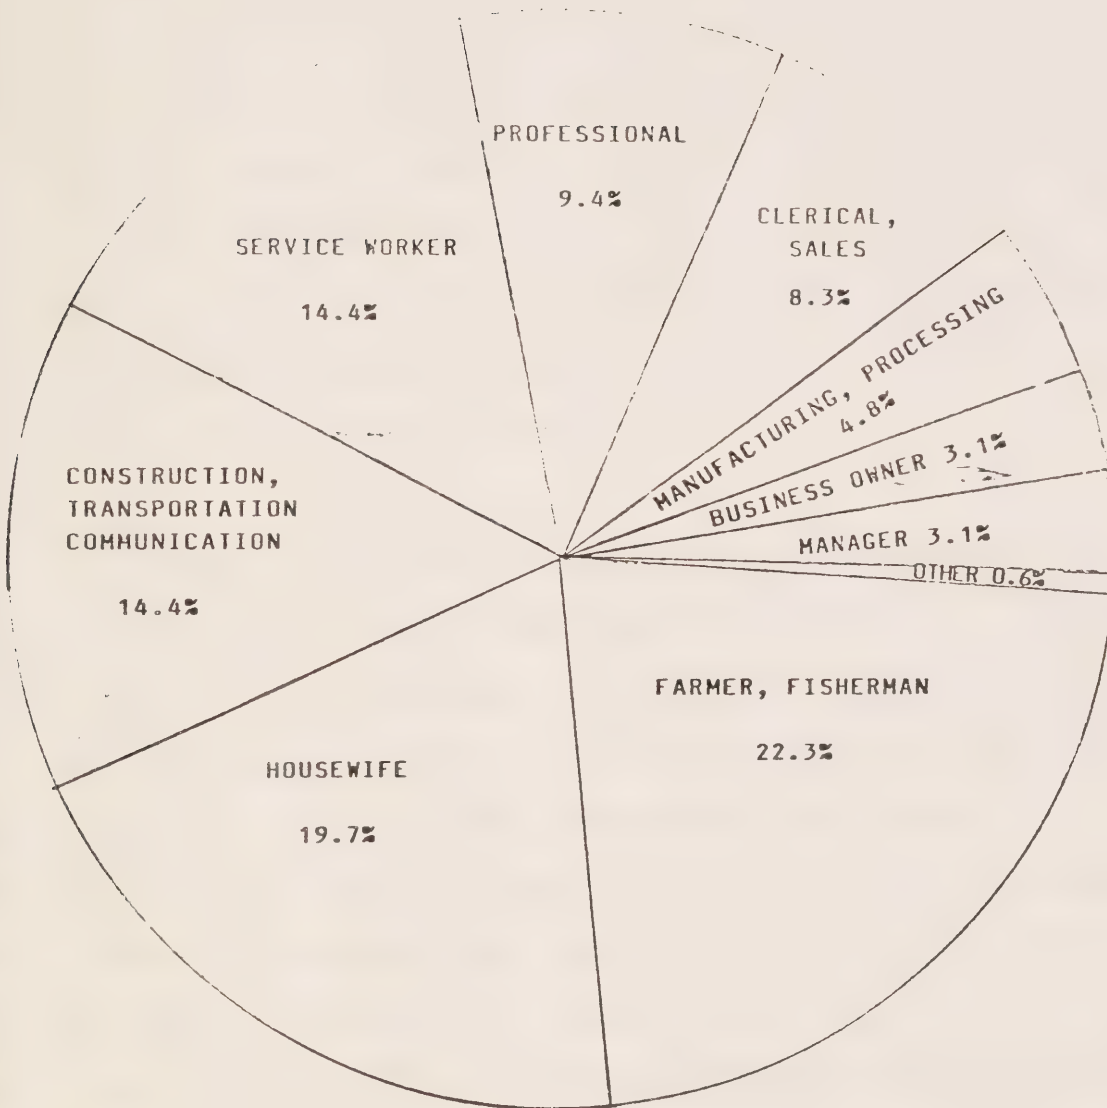 PROFESSIONAL
9.4%
CLERICAL,
SALES
8.3%
SERVICE WORKER
14.4%
MANUFACTURING, PROCESSING
4.8%
BUSINESS OWNER 3.1%
MANAGER 3.1%
OTHER 0.6%
CONSTRUCTION,
TRANSPORTATION
COMMUNICATION
14.4%
FARMER, FISHERMAN
22.3%
HOUSEWIFE
19.7%